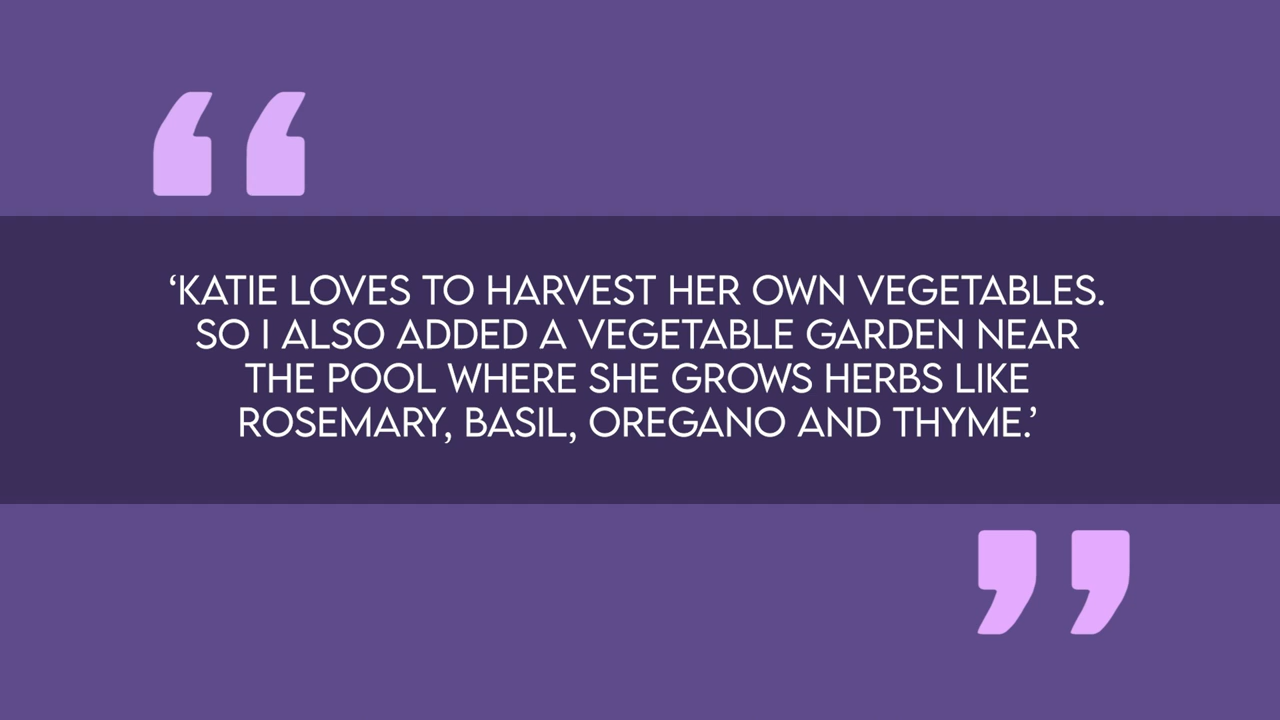 ‘KATIE LOVES TO HARVEST HER OWN VEGETABLES.
SO I ALSO ADDED A VEGETABLE GARDEN NEAR
THE POOL WHERE SHE GROWS HERBS LIKE
ROSEMARY, BASIL, OREGANO AND THYME.’